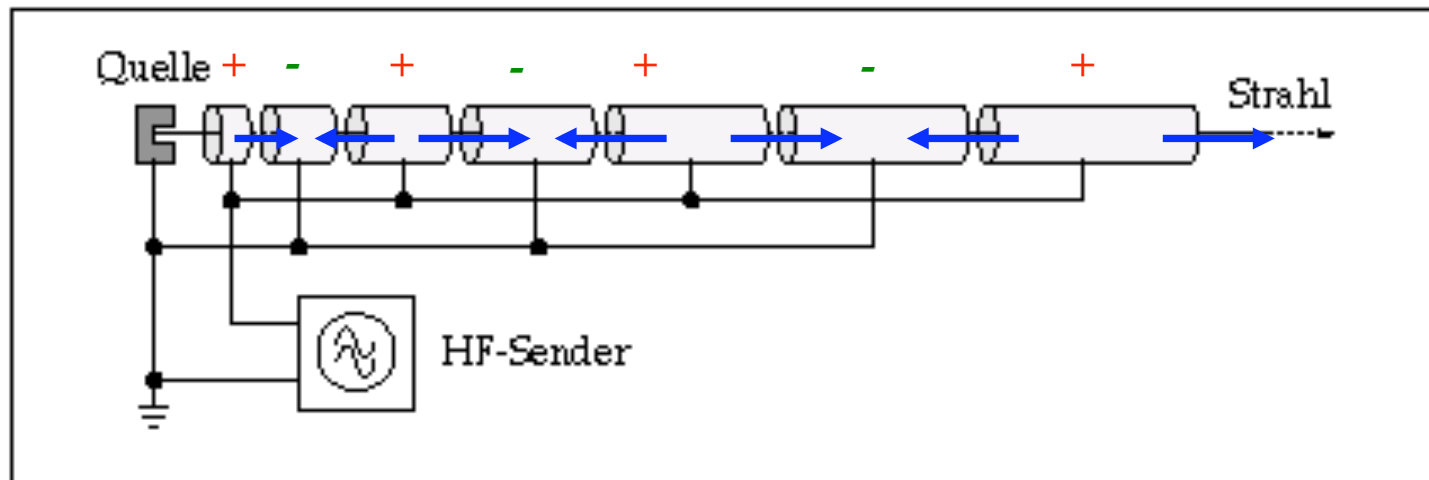 + - + - + - +
Quelle
Strahl
HF-Sender